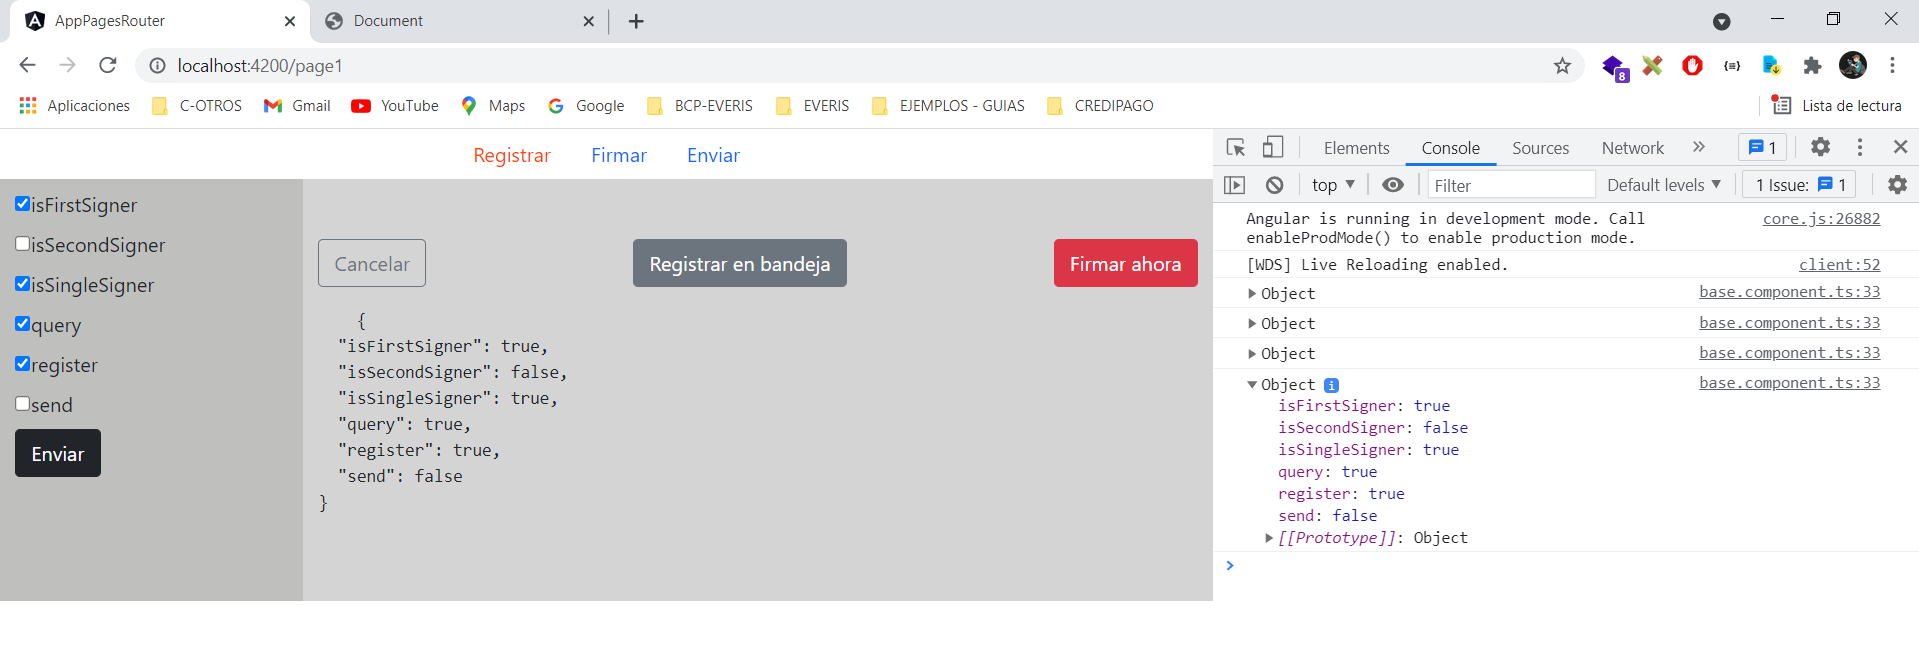 AppPagesRouter
Document
localhost:4200/page1
8
Aplicaciones C-OTROS Gmail YouTube Maps Google BCP-EVERIS EVERIS EJEMPLOS - GUIAS CREDIPAGO Lista de lectura
Registrar Firmar Enviar
isFirstSigner
isSecondSigner
isSingleSigner
query
register
send
Enviar
Cancelar Registrar en bandeja Firmar ahora
{
"isFirstSigner": true,
"isSecondSigner": false,
"isSingleSigner": true,
"query": true,
"register": true,
"send": false
}
Elements Console Sources Network » 1
top Filter Default levels 1 Issue: 1
Angular is running in development mode. Call core.js:26882
enableProdMode() to enable production mode.
[WDS] Live Reloading enabled. client:52
Object base.component.ts:33
Object base.component.ts:33
Object base.component.ts:33
Object i base.component.ts:33
isFirstSigner: true
isSecondSigner: false
isSingleSigner: true
query: true
register: true
send: false
[[Prototype]]: Object